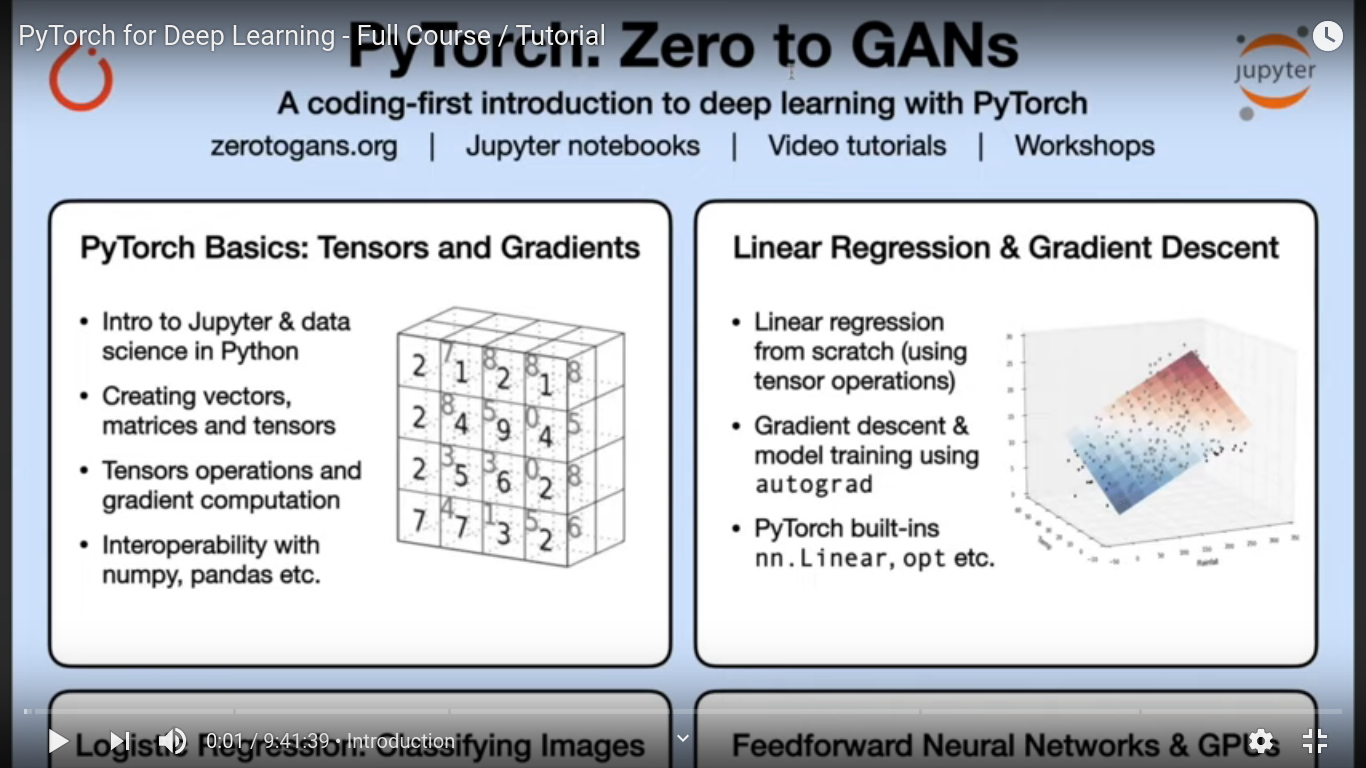 PyTorch for Deep Learning - Full Course / Tutorial
PyTorch: Zero to GANs
jupyter
A coding-first introduction to deep learning with PyTorch
zerotogans.org | Jupyter notebooks | Video tutorials | Workshops
PyTorch Basics: Tensors and Gradients
• Intro to Jupyter & data
science in Python
• Creating vectors,
matrices and tensors
• Tensors operations and
gradient computation
• Interoperability with
numpy, pandas etc.
2 7 1 8 2 8 1 8
2 8 4 5 9 0 4 5
2 3 5 3 6 0 2 8
7 4 7 1 3 5 2 6
Linear Regression & Gradient Descent
• Linear regression
from scratch (using
tensor operations)
• Gradient descent &
model training using
autograd
• PyTorch built-ins
nn.Linear, opt etc.
Rainfall
Logistic Regression: Classifying Images
Feedforward Neural Networks & GPUs
0:01 / 9:41:39 • Introduction